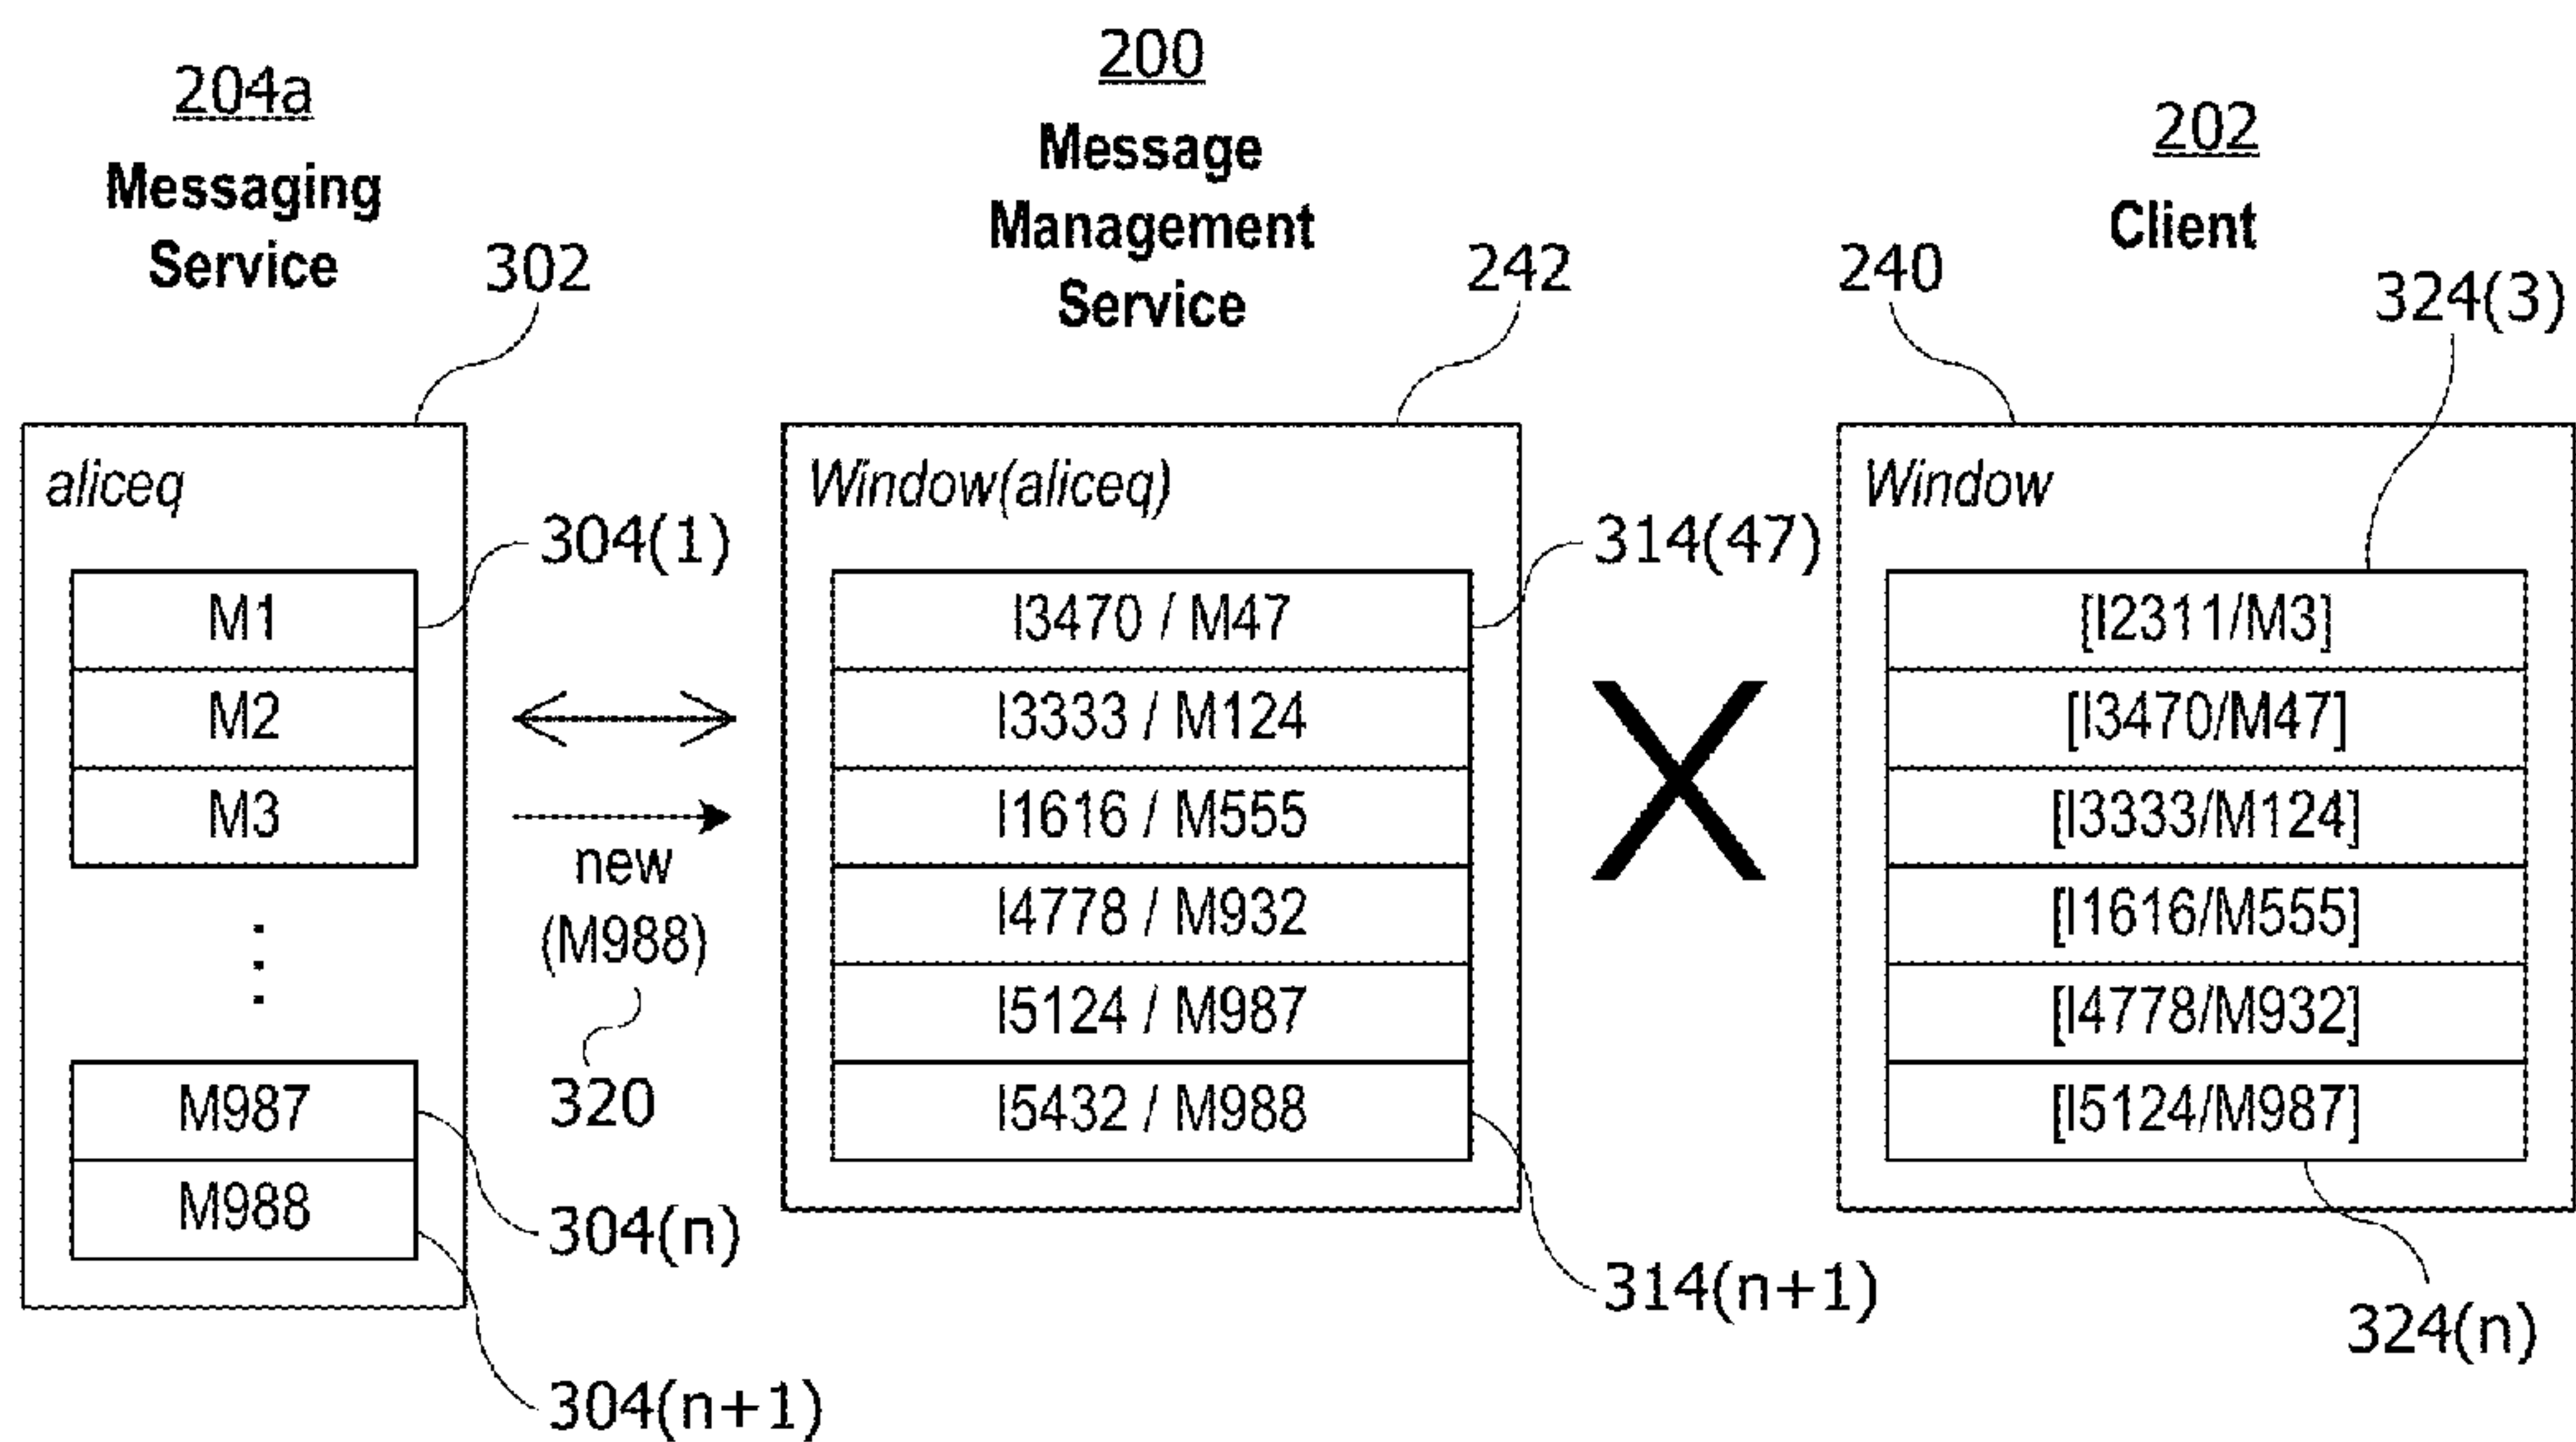 204a
Messaging
Service
302
200
Message
Management
Service
242
202
Client
240
324(3)
aliceq
304(1)
M1
M2
M3
⋮
M987
M988
304(n)
304(n+1)
new
(M988)
320
Window(aliceq)
314(47)
I3470 / M47
I3333 / M124
I1616 / M555
I4778 / M932
I5124 / M987
I5432 / M988
314(n+1)
X
Window
[I2311/M3]
[I3470/M47]
[I3333/M124]
[I1616/M555]
[I4778/M932]
[I5124/M987]
324(n)